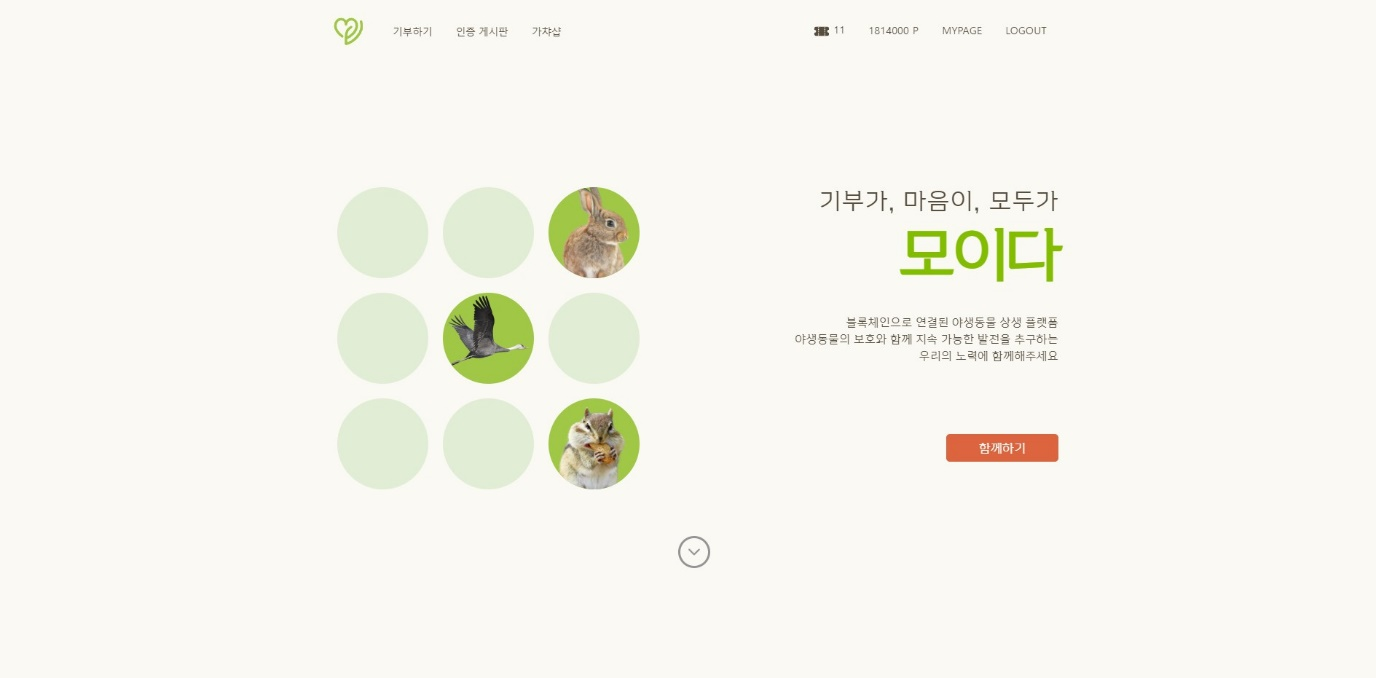 기부하기 인증 게시판 가챠샵 11 1814000 P MYPAGE LOGOUT
기부가, 마음이, 모두가
모이다
블록체인으로 연결된 야생동물 상생 플랫폼
야생동물의 보호와 함께 지속 가능한 발전을 추구하는
우리의 노력에 함께해주세요
함께하기